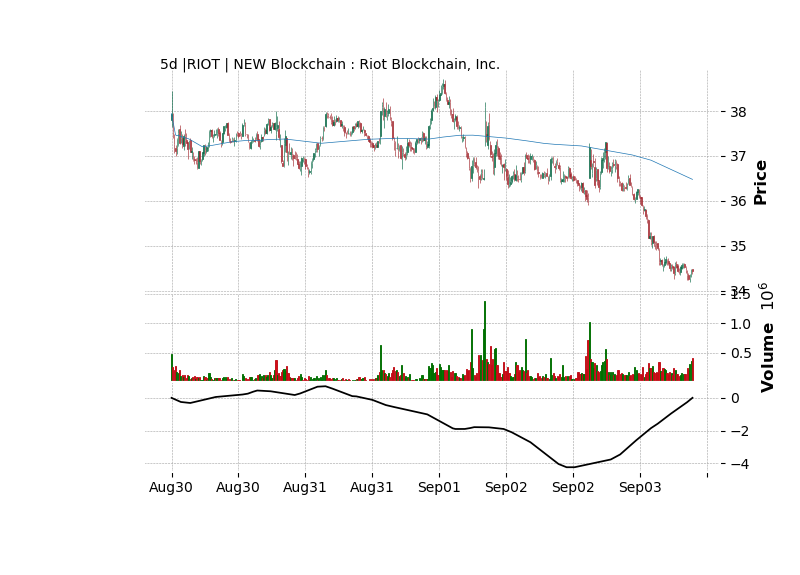 5d |RIOT | NEW Blockchain : Riot Blockchain, Inc.
38
37
36
35
34
Price
1.5
1.0
0.5
Volume 10^6
0
−2
−4
Aug30 Aug30 Aug31 Aug31 Sep01 Sep02 Sep02 Sep03